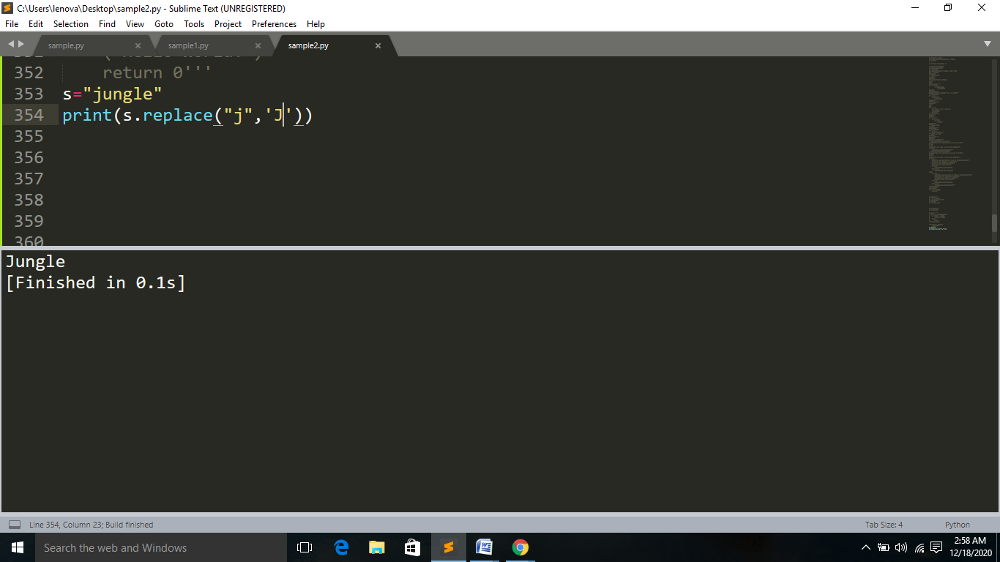 C:\Users\lenova\Desktop\sample2.py - Sublime Text (UNREGISTERED)
File Edit Selection Find View Goto Tools Project Preferences Help
sample.py sample1.py sample2.py
352 return 0'''
353 s="jungle"
354 print(s.replace("j",'J'))
355
356
357
358
359
360
Jungle
[Finished in 0.1s]
Line 354, Column 23; Build finished Tab Size: 4 Python
Search the web and Windows
2:58 AM
12/18/2020